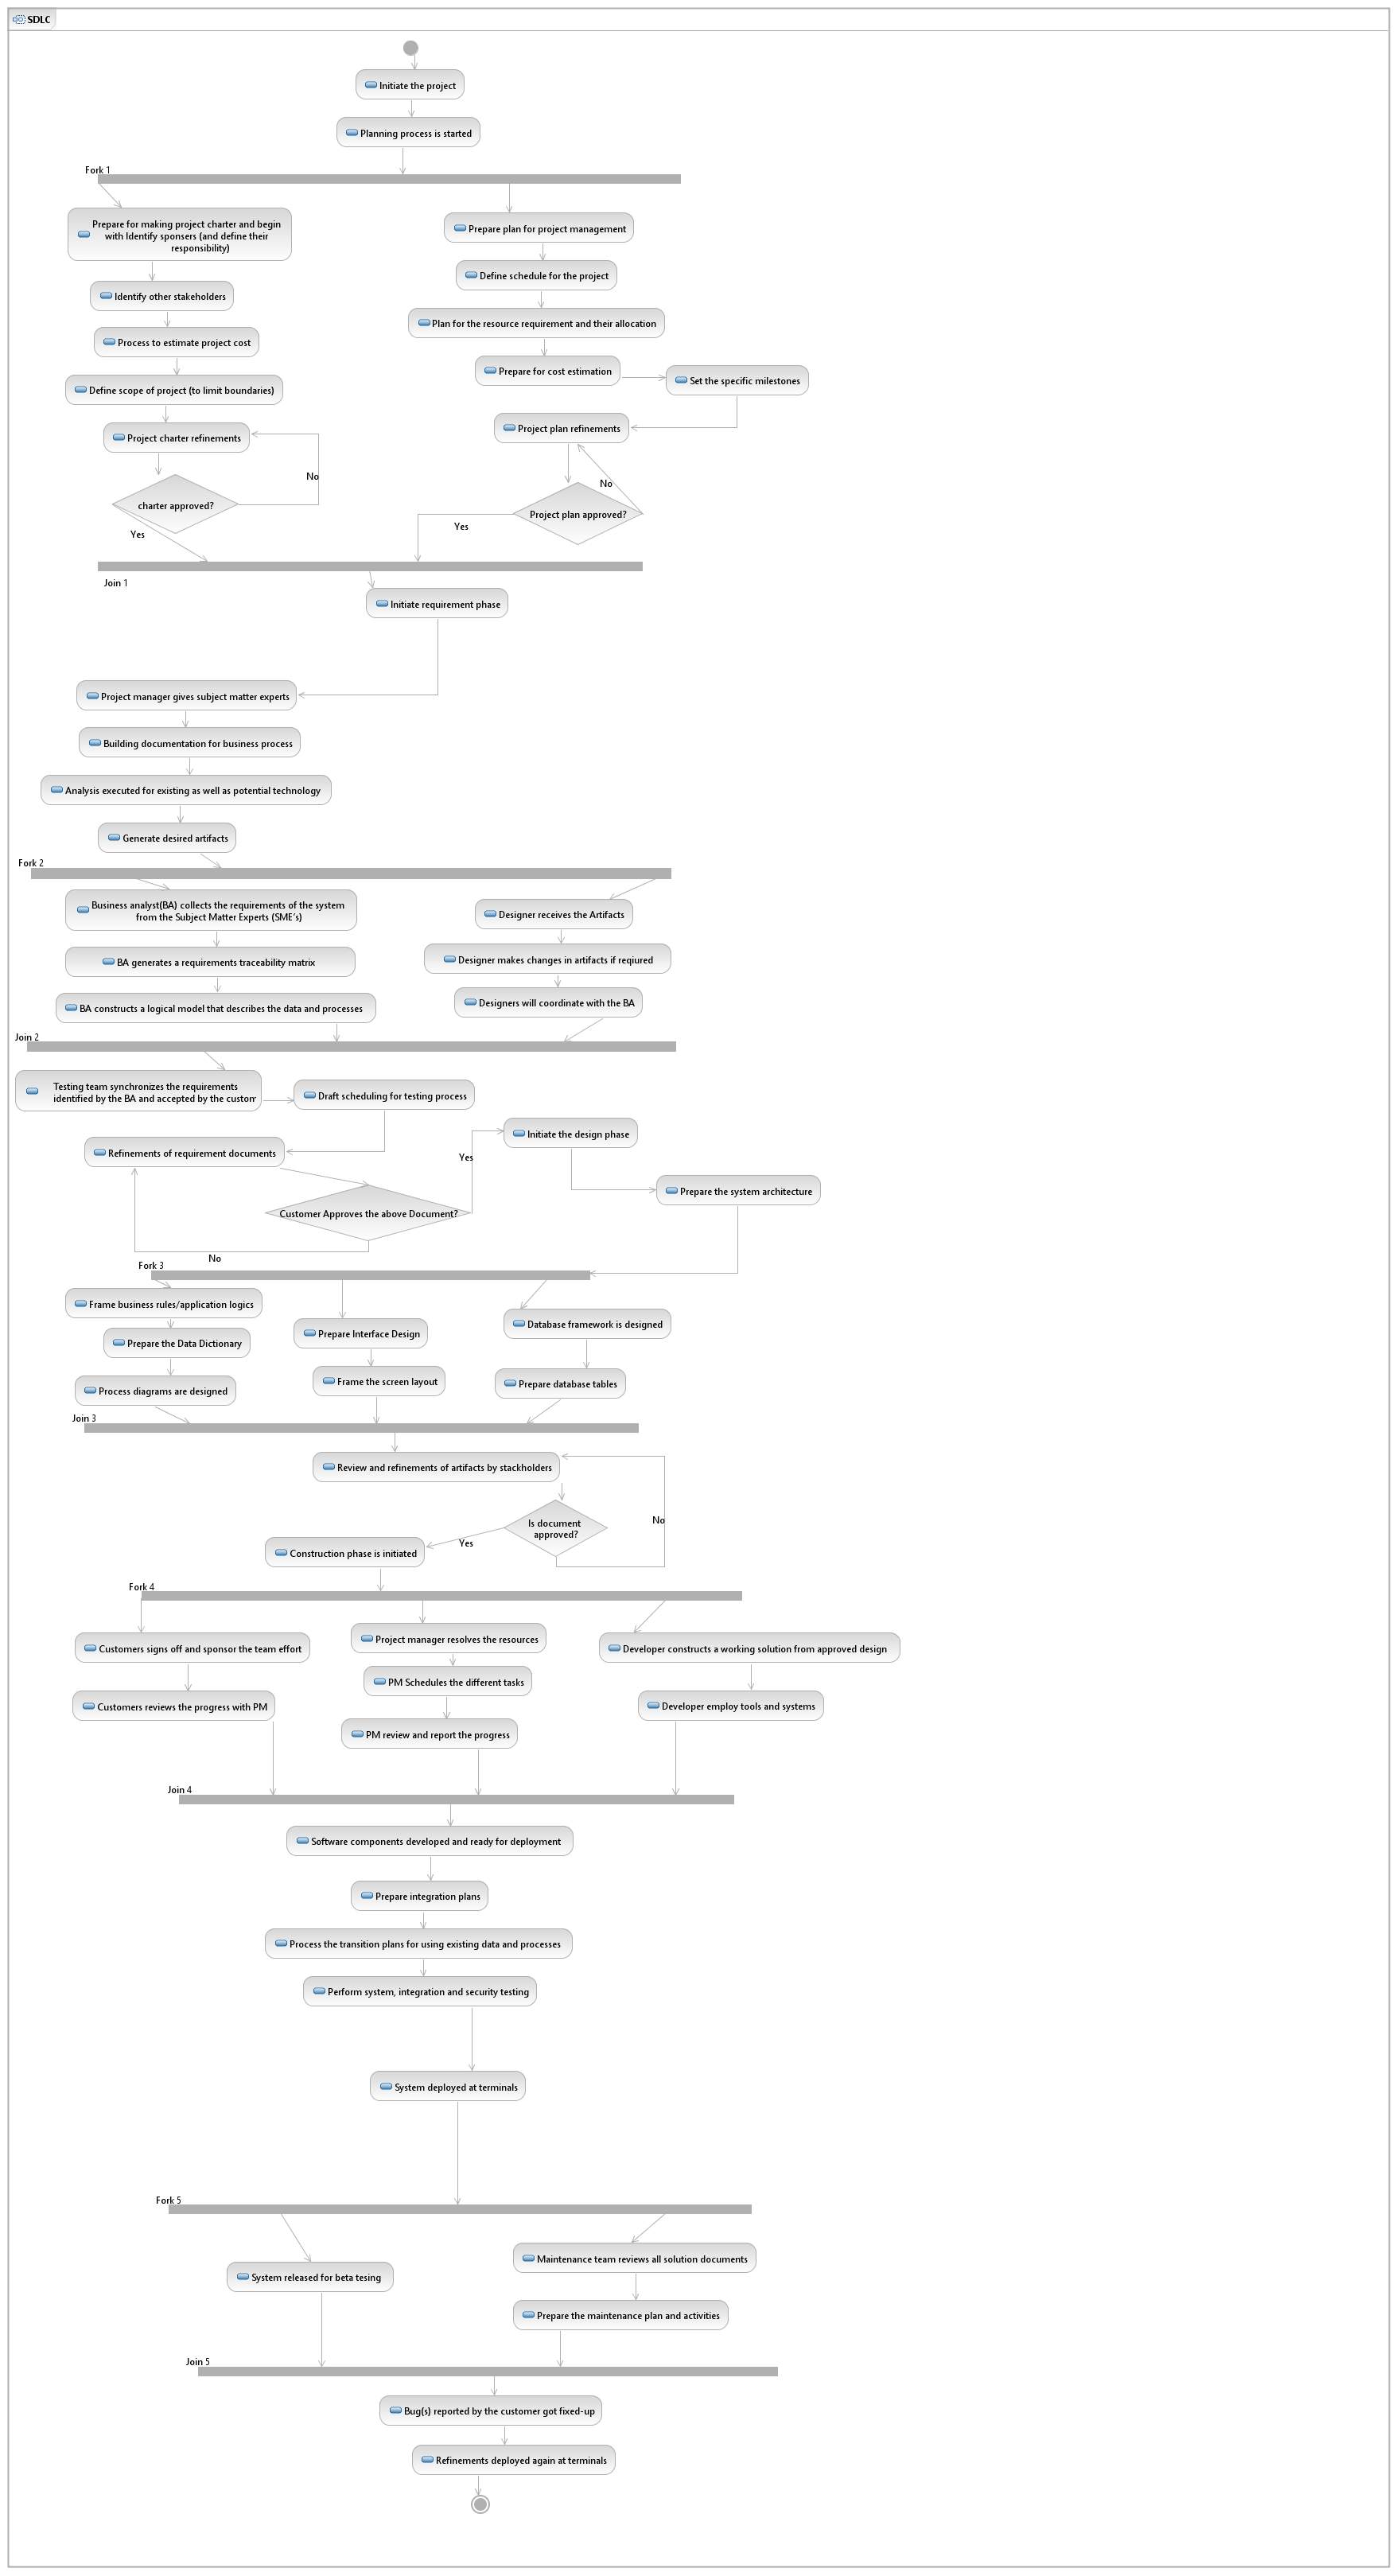 SDLC
Initiate the project
Planning process is started
Fork 1
Prepare for making project charter and begin
with Identify sponsers (and define their
responsibility)
Prepare plan for project management
Identify other stakeholders
Define schedule for the project
Process to estimate project cost
Plan for the resource requirement and their allocation
Define scope of project (to limit boundaries)
Prepare for cost estimation
Set the specific milestones
Project charter refinements
Project plan refinements
No
No
charter approved?
Project plan approved?
Yes
Yes
Join 1
Initiate requirement phase
Project manager gives subject matter experts
Building documentation for business process
Analysis executed for existing as well as potential technology
Generate desired artifacts
Fork 2
Business analyst(BA) collects the requirements of the system
from the Subject Matter Experts (SME's)
Designer receives the Artifacts
BA generates a requirements traceability matrix
Designer makes changes in artifacts if reqiured
BA constructs a logical model that describes the data and processes
Designers will coordinate with the BA
Join 2
Testing team synchronizes the requirements
identified by the BA and accepted by the custom
Draft scheduling for testing process
Initiate the design phase
Refinements of requirement documents
Yes
Prepare the system architecture
Customer Approves the above Document?
No
Fork 3
Frame business rules/application logics
Prepare Interface Design
Database framework is designed
Prepare the Data Dictionary
Frame the screen layout
Prepare database tables
Process diagrams are designed
Join 3
Review and refinements of artifacts by stackholders
Is document
approved?
No
Yes
Construction phase is initiated
Fork 4
Customers signs off and sponsor the team effort
Project manager resolves the resources
Developer constructs a working solution from approved design
PM Schedules the different tasks
Customers reviews the progress with PM
Developer employ tools and systems
PM review and report the progress
Join 4
Software components developed and ready for deployment
Prepare integration plans
Process the transition plans for using existing data and processes
Perform system, integration and security testing
System deployed at terminals
Fork 5
Maintenance team reviews all solution documents
System released for beta tesing
Prepare the maintenance plan and activities
Join 5
Bug(s) reported by the customer got fixed-up
Refinements deployed again at terminals